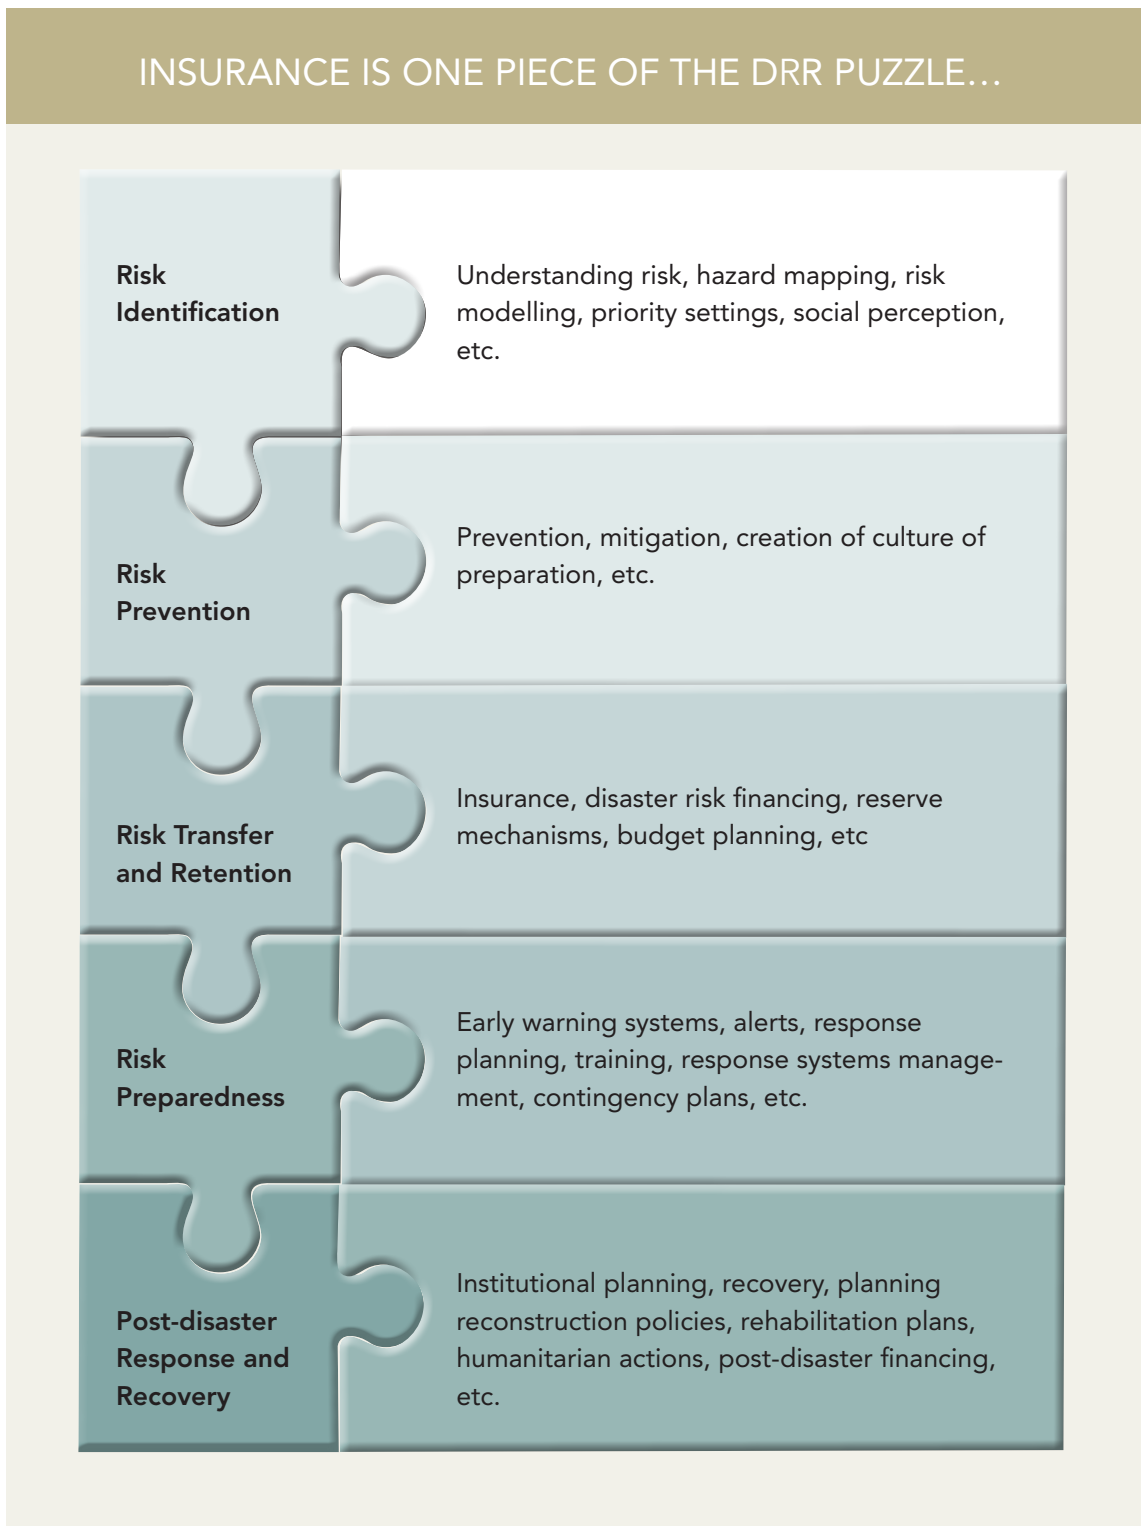 INSURANCE IS ONE PIECE OF THE DRR PUZZLE…
Risk
Identification
Understanding risk, hazard mapping, risk
modelling, priority settings, social perception,
etc.
Risk
Prevention
Prevention, mitigation, creation of culture of
preparation, etc.
Risk Transfer
and Retention
Insurance, disaster risk financing, reserve
mechanisms, budget planning, etc
Risk
Preparedness
Early warning systems, alerts, response
planning, training, response systems manage-
ment, contingency plans, etc.
Post-disaster
Response and
Recovery
Institutional planning, recovery, planning
reconstruction policies, rehabilitation plans,
humanitarian actions, post-disaster financing,
etc.